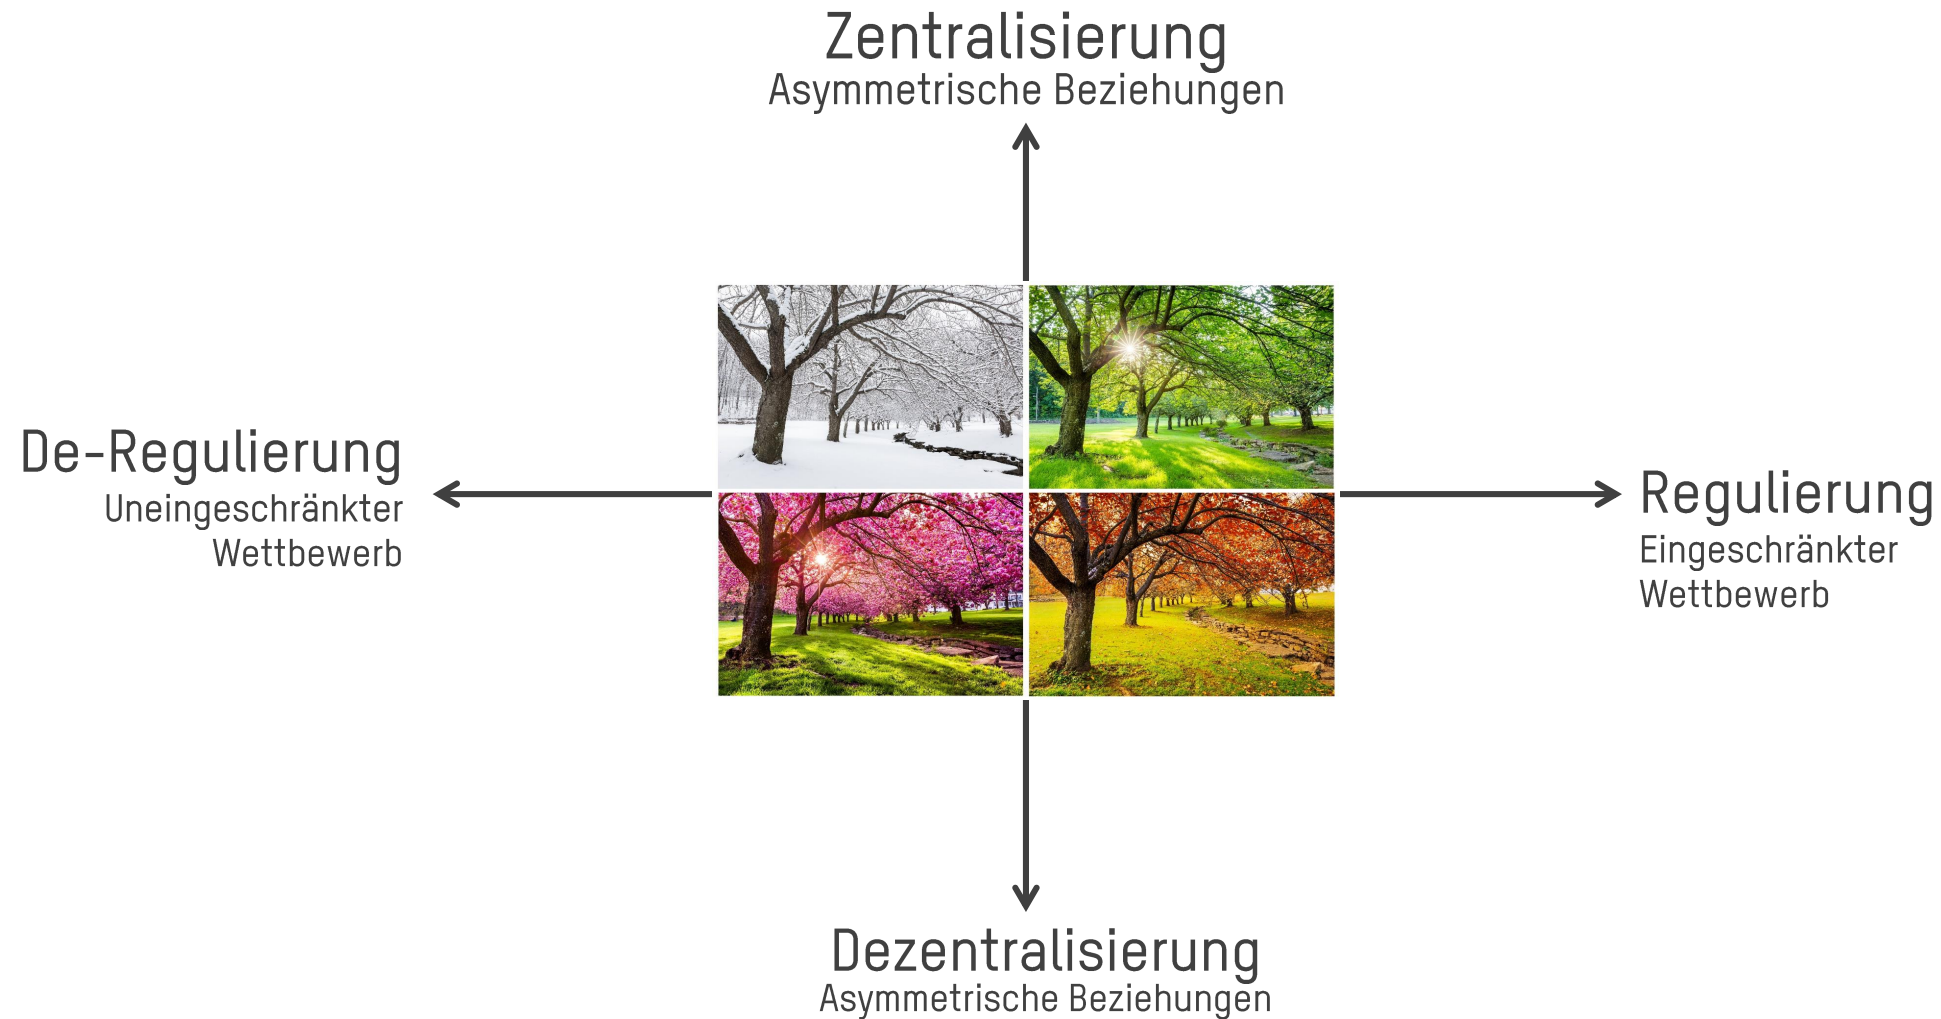 Zentralisierung
Asymmetrische Beziehungen
De-Regulierung
Uneingeschränkter
Wettbewerb
Regulierung
Eingeschränkter
Wettbewerb
Dezentralisierung
Asymmetrische Beziehungen